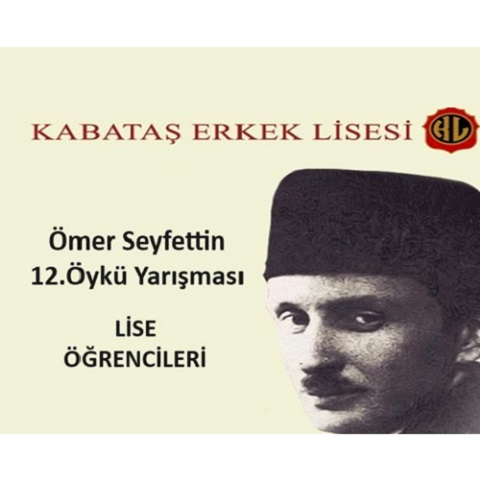 KABATAŞ ERKEK LİSESİ
Ömer Seyfettin
12.Öykü Yarışması
LİSE
ÖĞRENCİLERİ